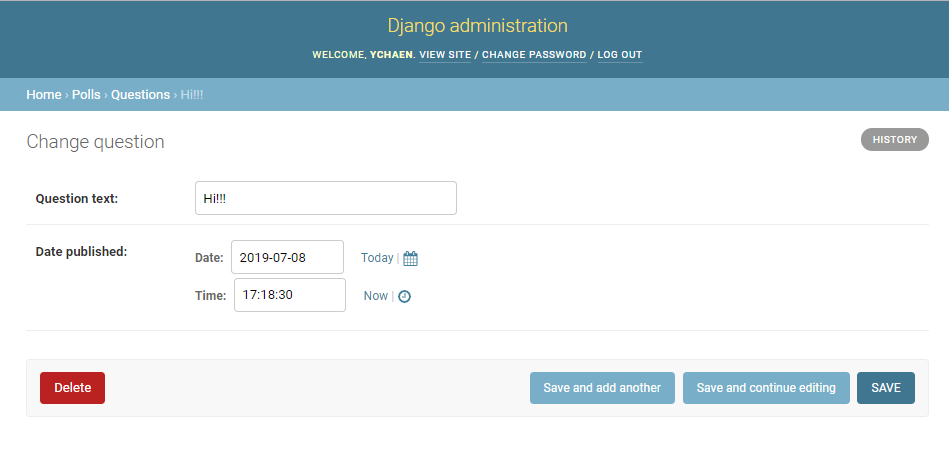 Django administration
WELCOME, YCHAEN. VIEW SITE / CHANGE PASSWORD / LOG OUT
Home › Polls › Questions › Hi!!!
Change question
HISTORY
Question text: Hi!!!
Date published: Date: 2019-07-08 Today |
Time: 17:18:30 Now |
Delete Save and add another Save and continue editing SAVE